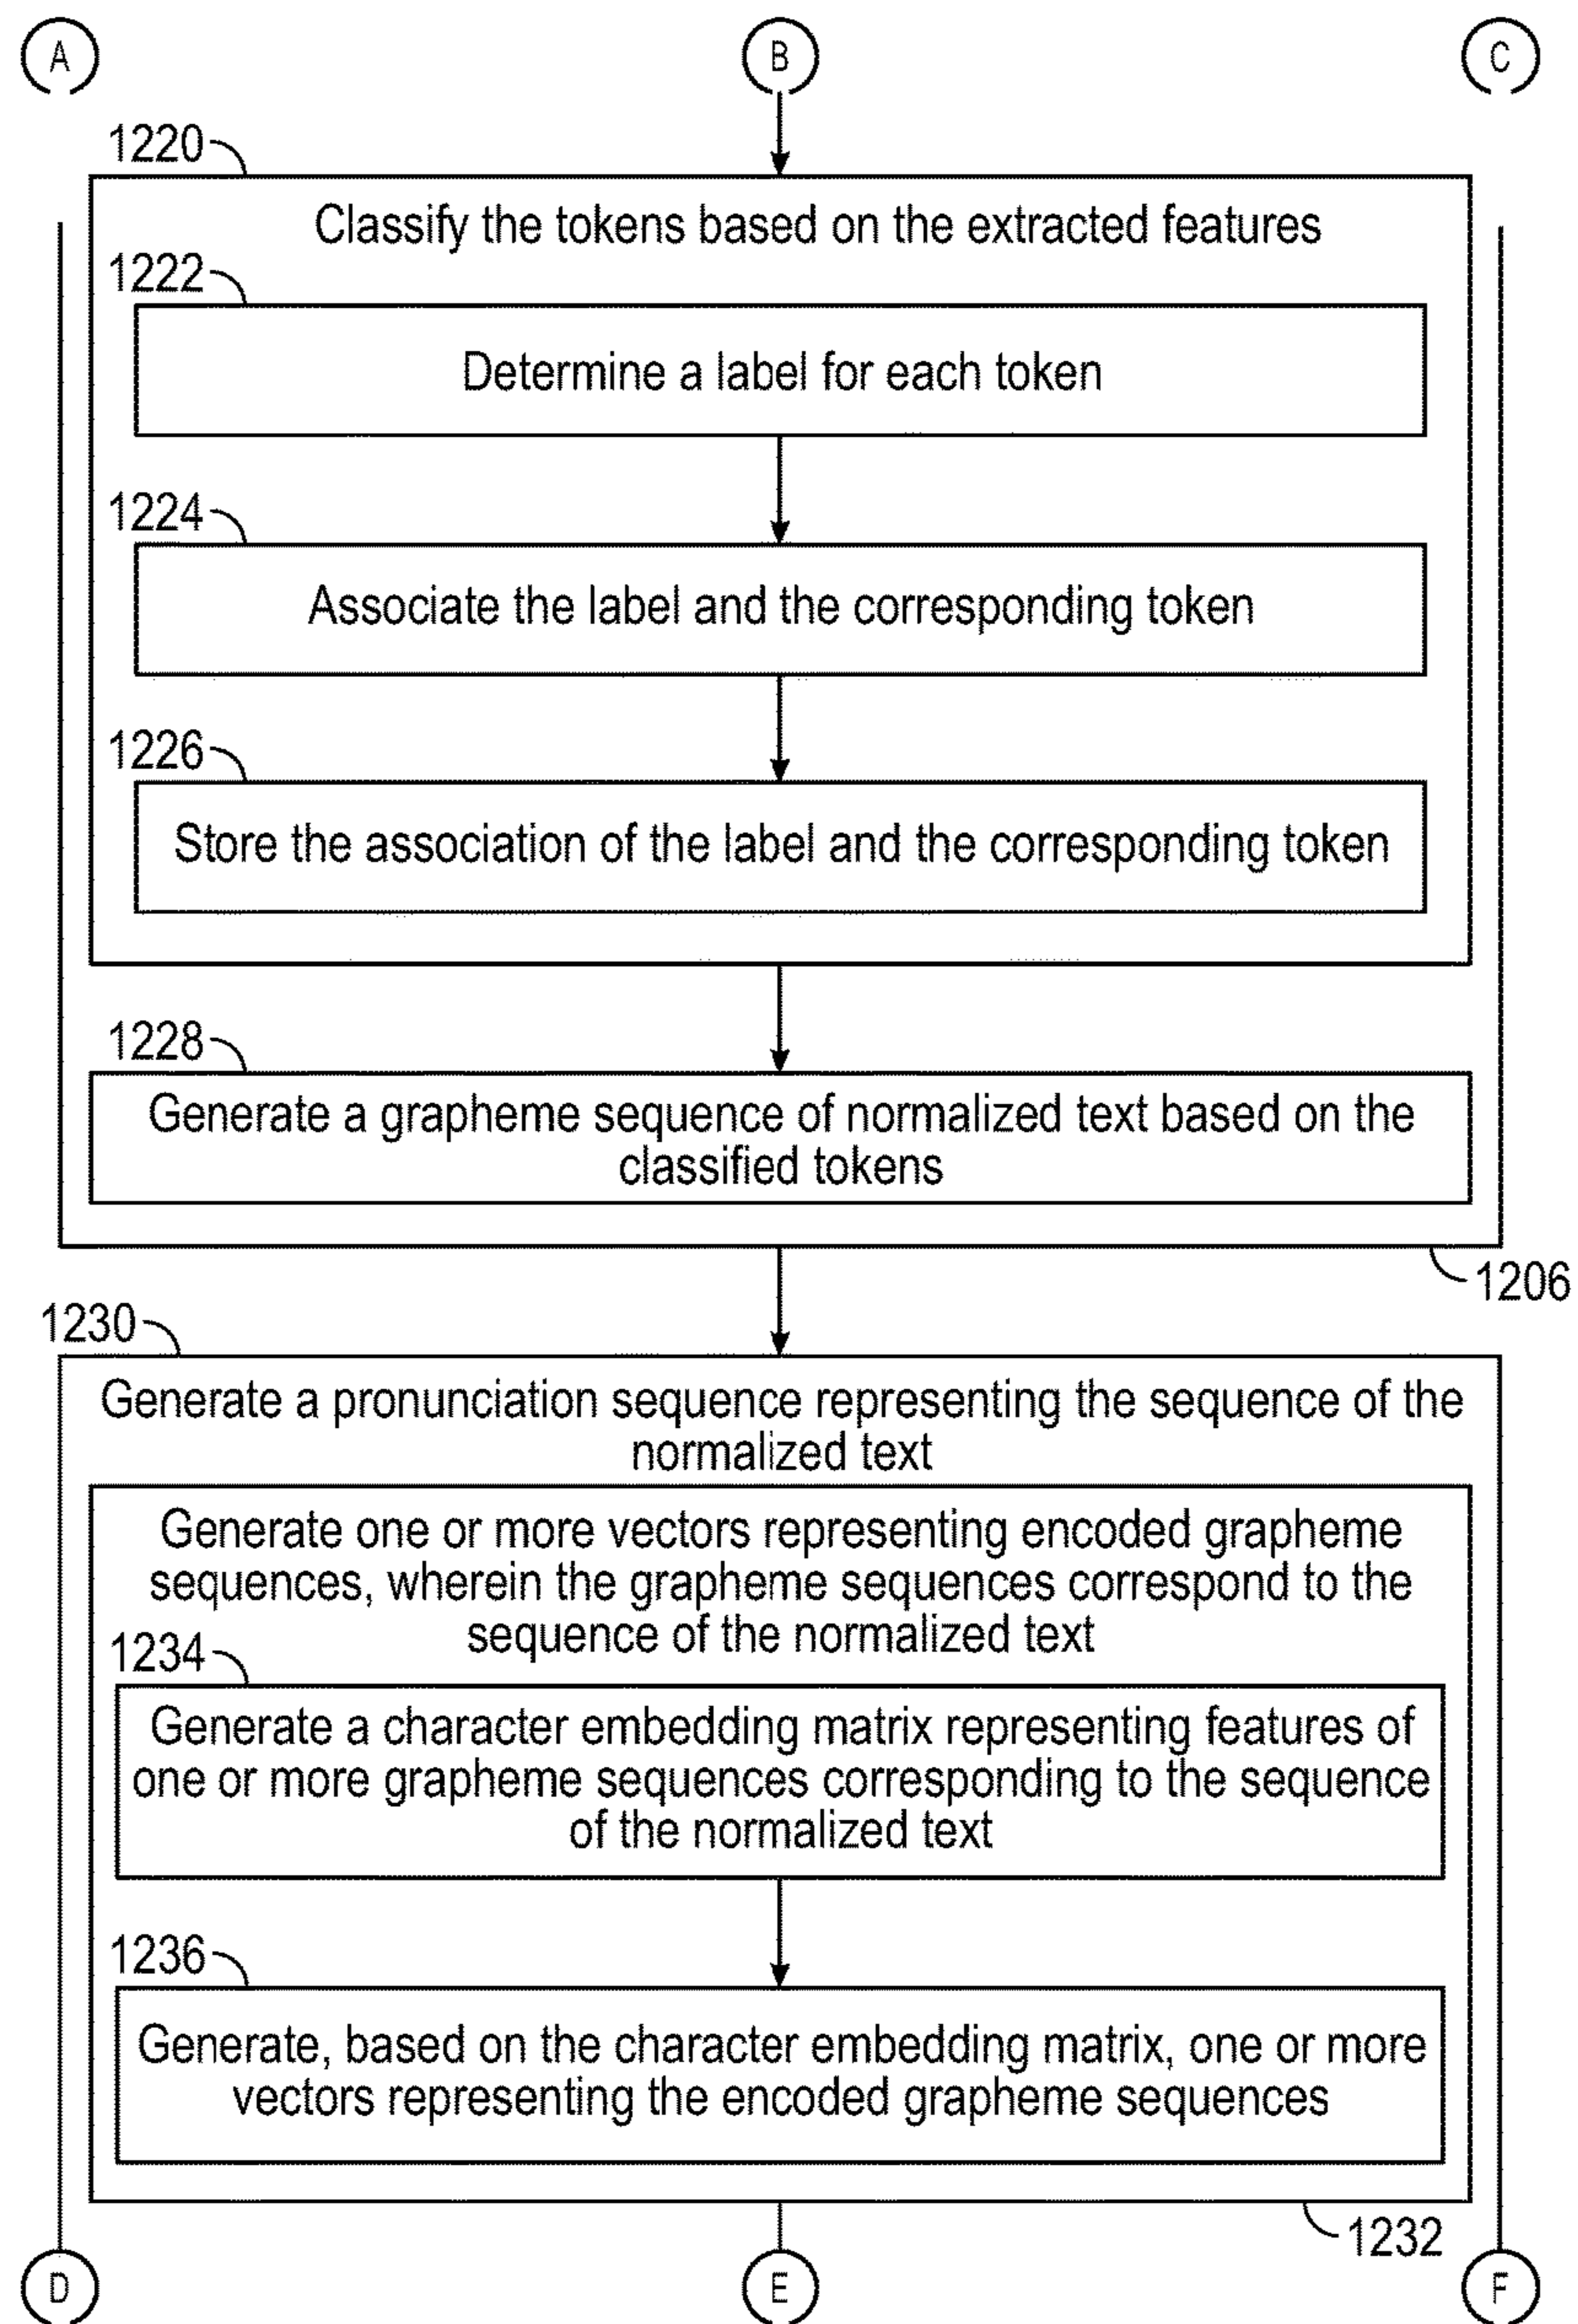 A
B
C
1220
Classify the tokens based on the extracted features
1222
Determine a label for each token
1224
Associate the label and the corresponding token
1226
Store the association of the label and the corresponding token
1228
Generate a grapheme sequence of normalized text based on the
classified tokens
1206
1230
Generate a pronunciation sequence representing the sequence of the
normalized text
Generate one or more vectors representing encoded grapheme
sequences, wherein the grapheme sequences correspond to the
sequence of the normalized text
1234
Generate a character embedding matrix representing features of
one or more grapheme sequences corresponding to the sequence
of the normalized text
1236
Generate, based on the character embedding matrix, one or more
vectors representing the encoded grapheme sequences
1232
D
E
F